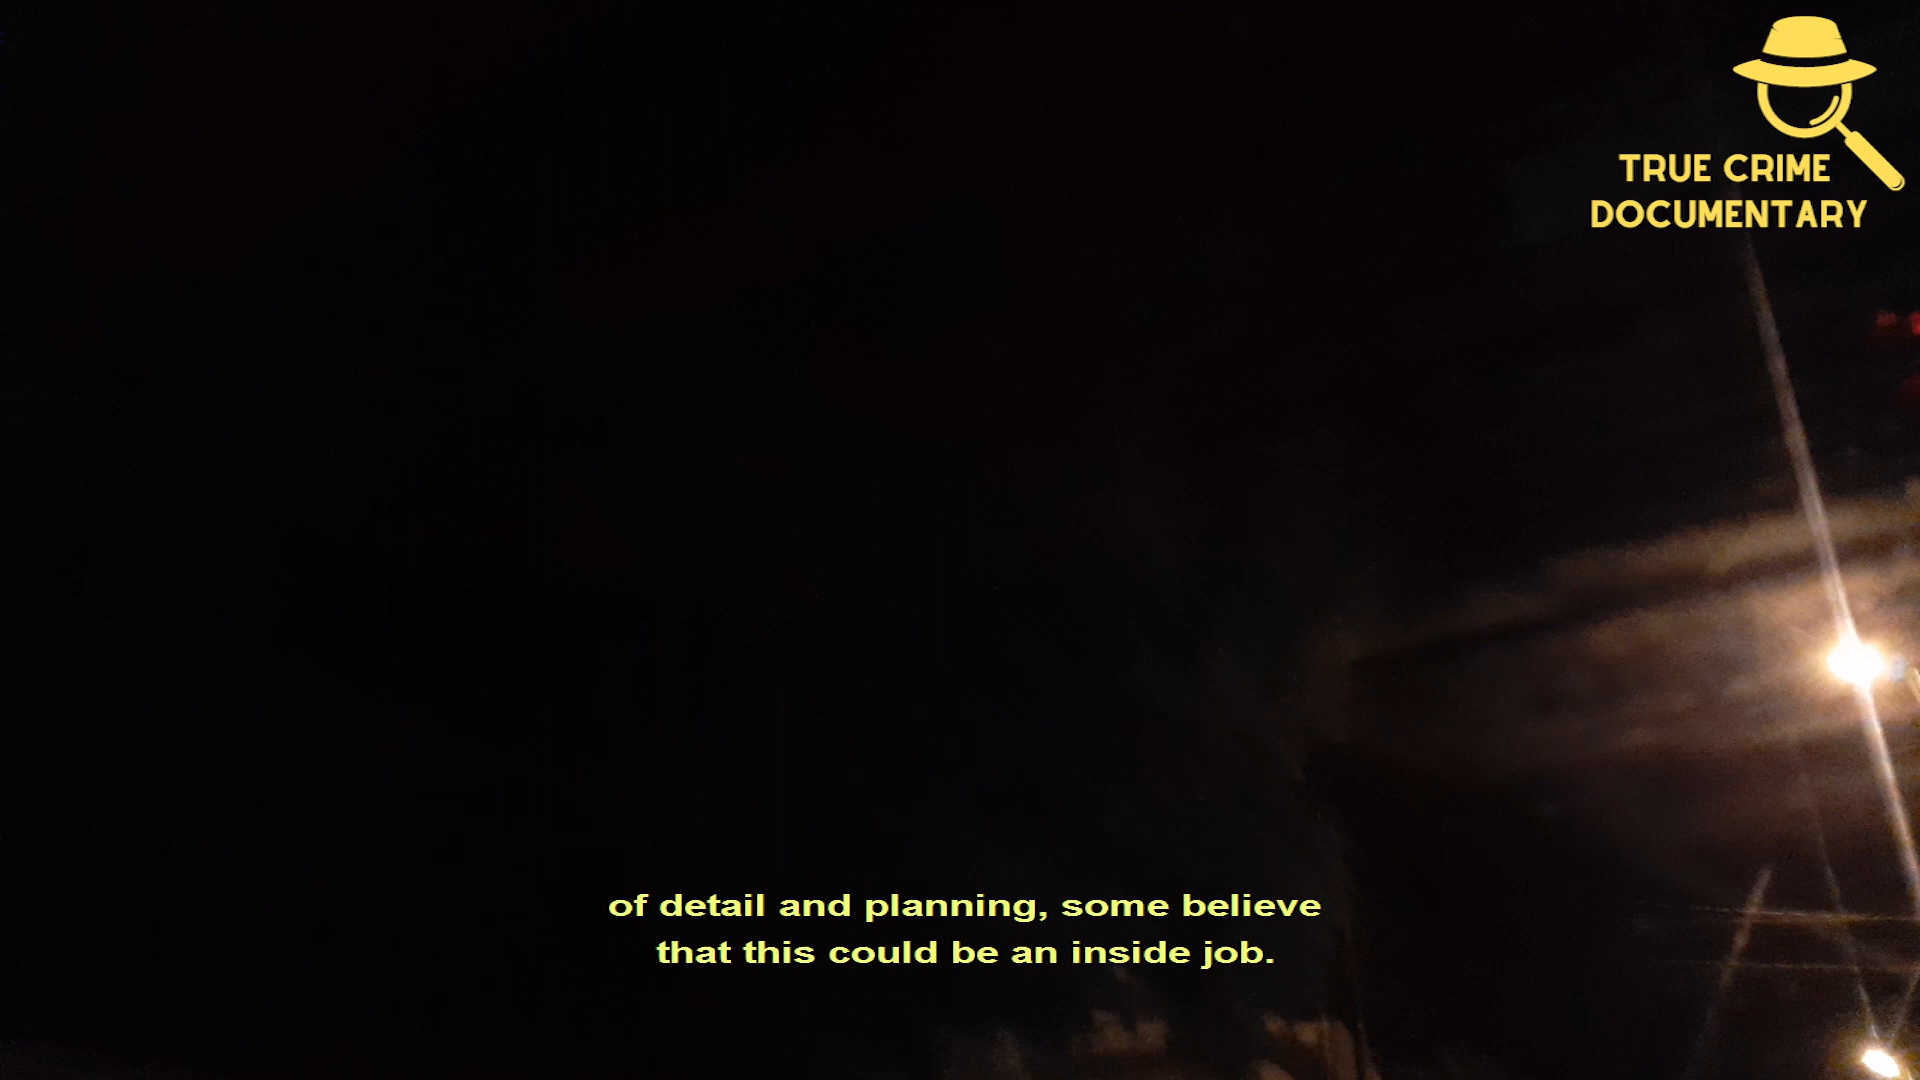 TRUE CRIME
DOCUMENTARY
of detail and planning, some believe
that this could be an inside job.